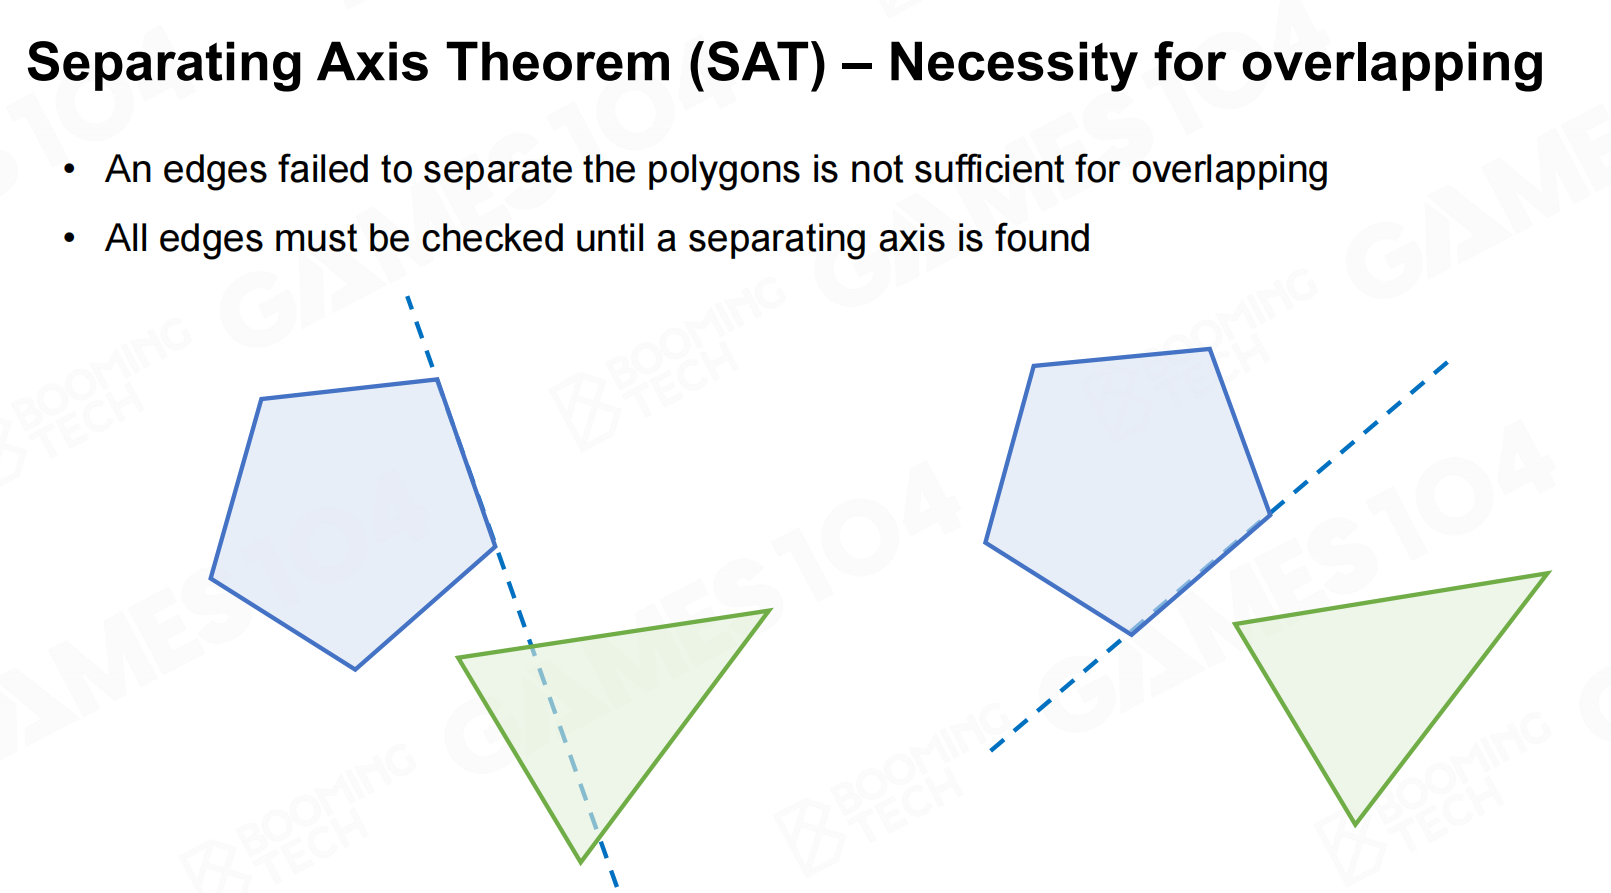 Separating Axis Theorem (SAT) – Necessity for overlapping
• An edges failed to separate the polygons is not sufficient for overlapping
• All edges must be checked until a separating axis is found
GAMES104
BOOMING
TECH